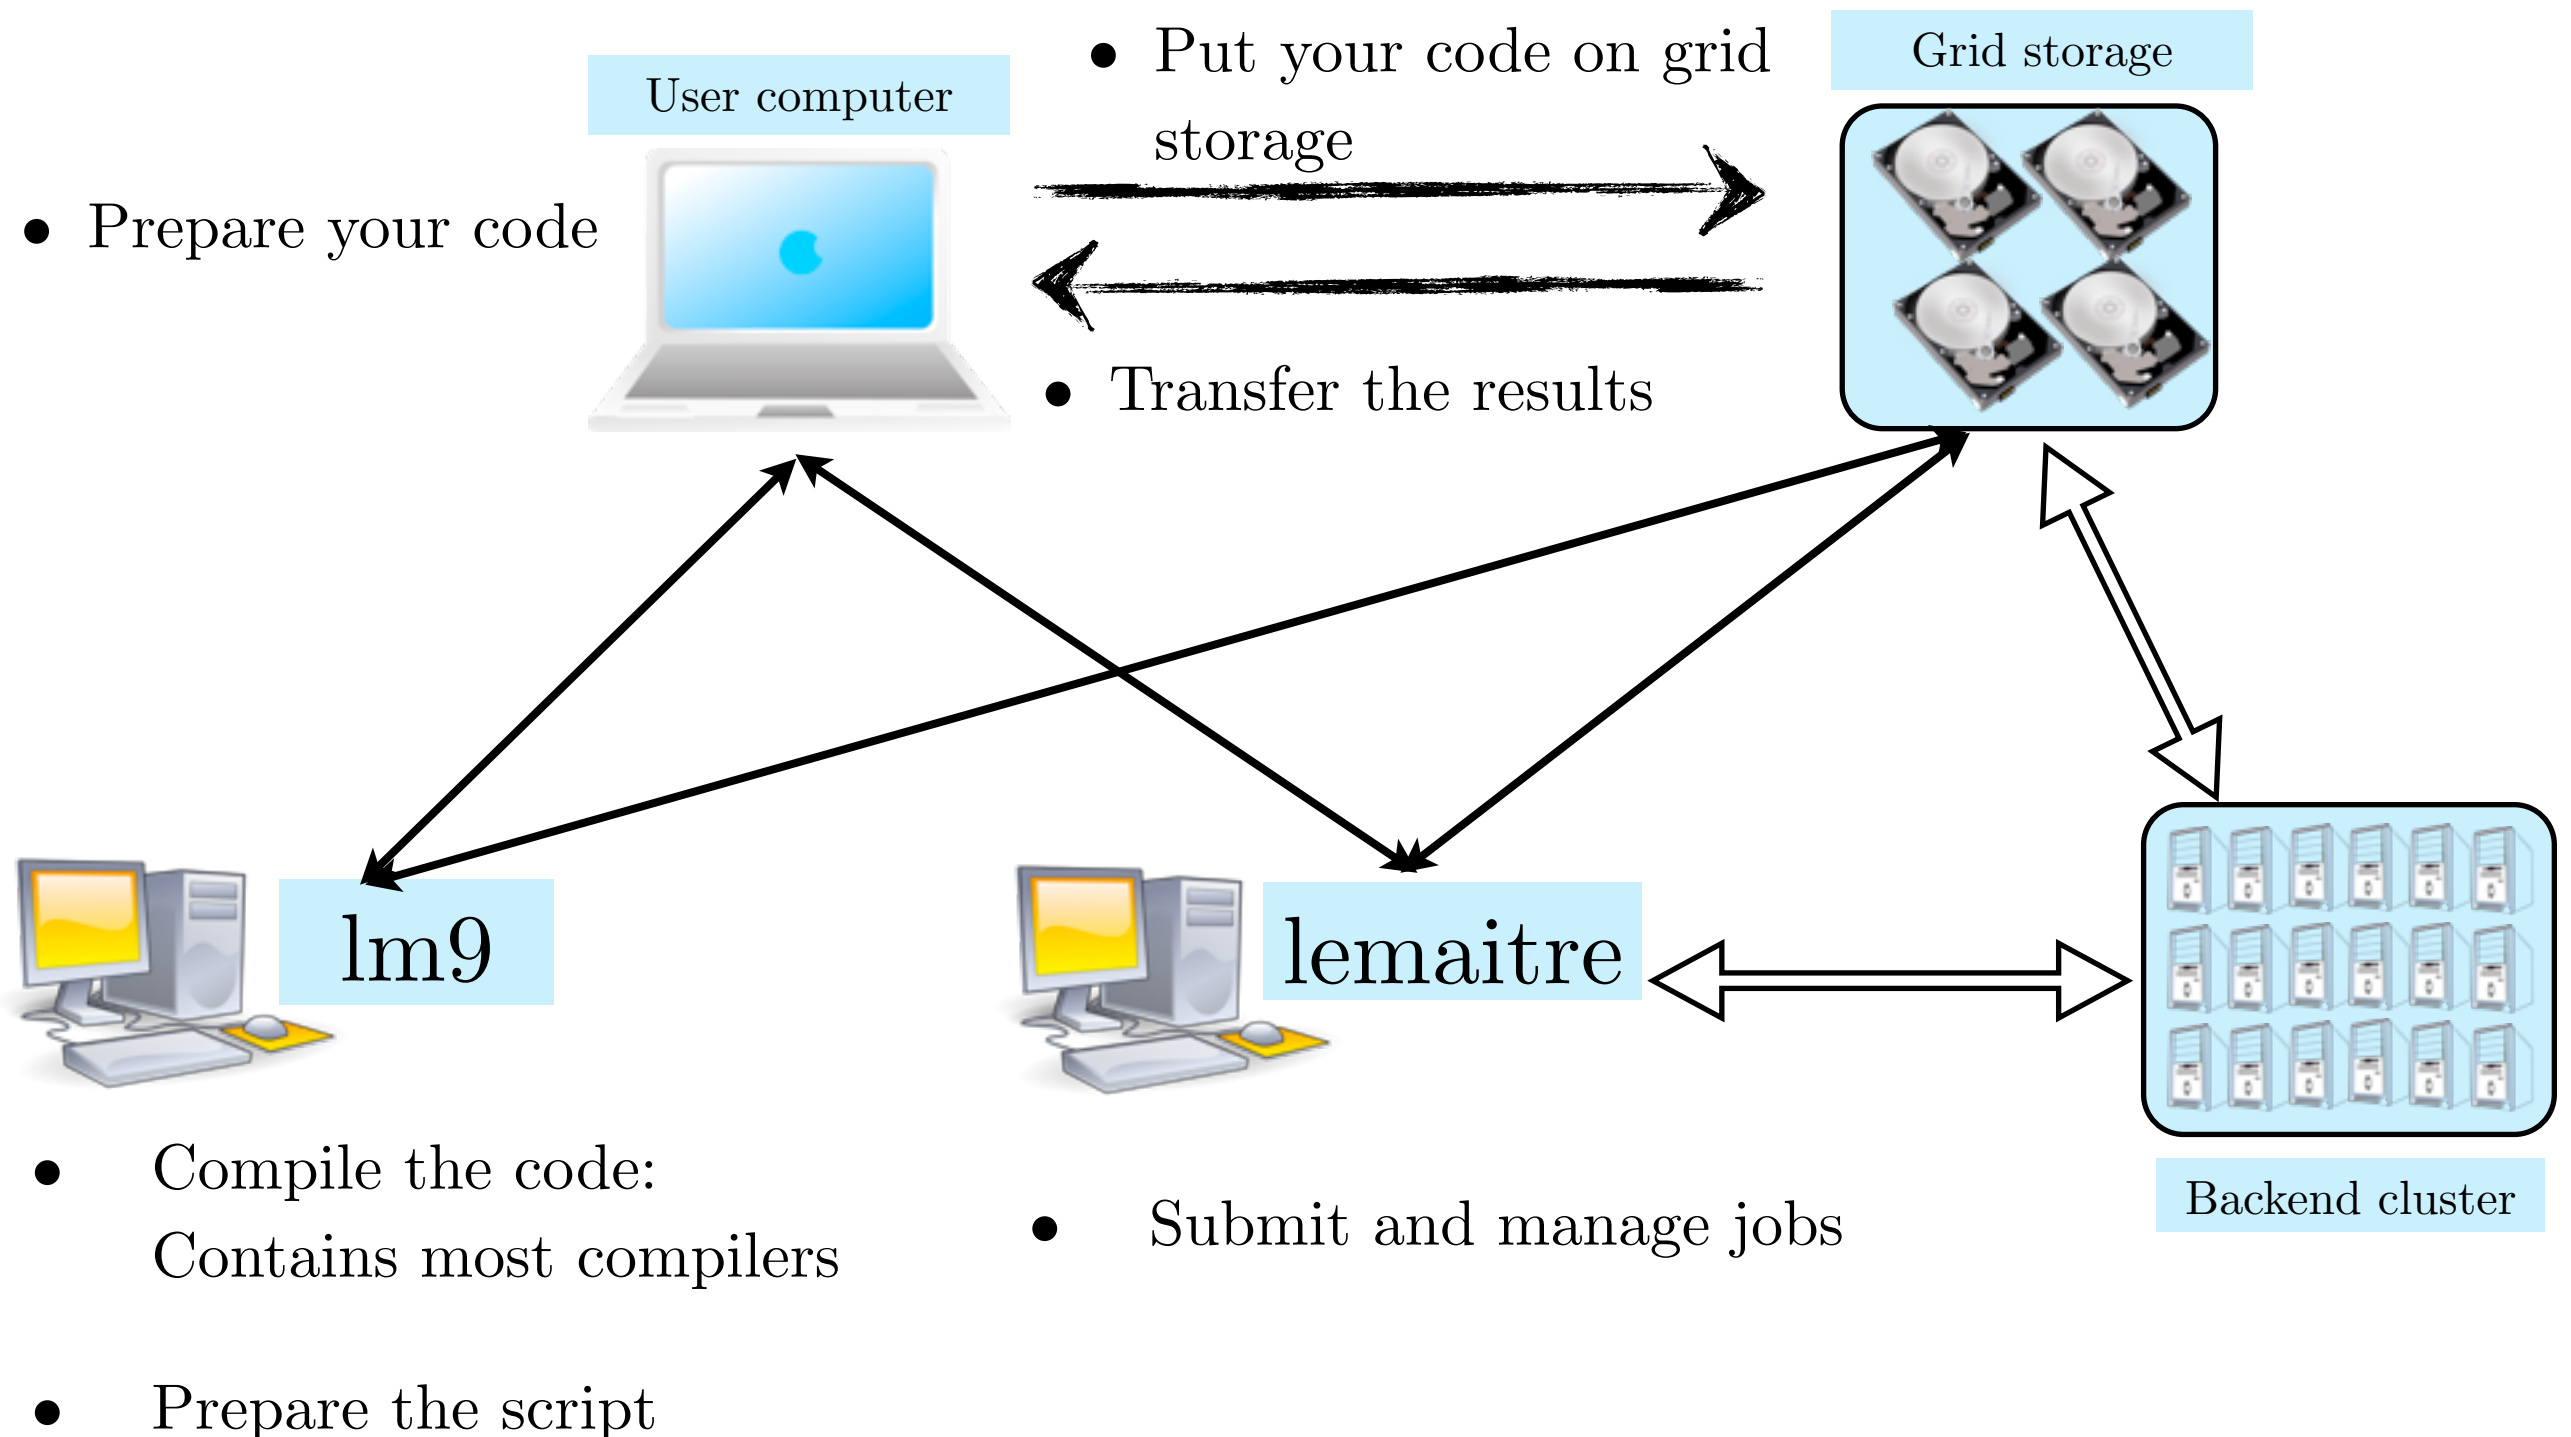 • Put your code on grid
storage
Grid storage
User computer
• Prepare your code
• Transfer the results
lm9
lemaitre
• Compile the code:
Contains most compilers
• Prepare the script
• Submit and manage jobs
Backend cluster